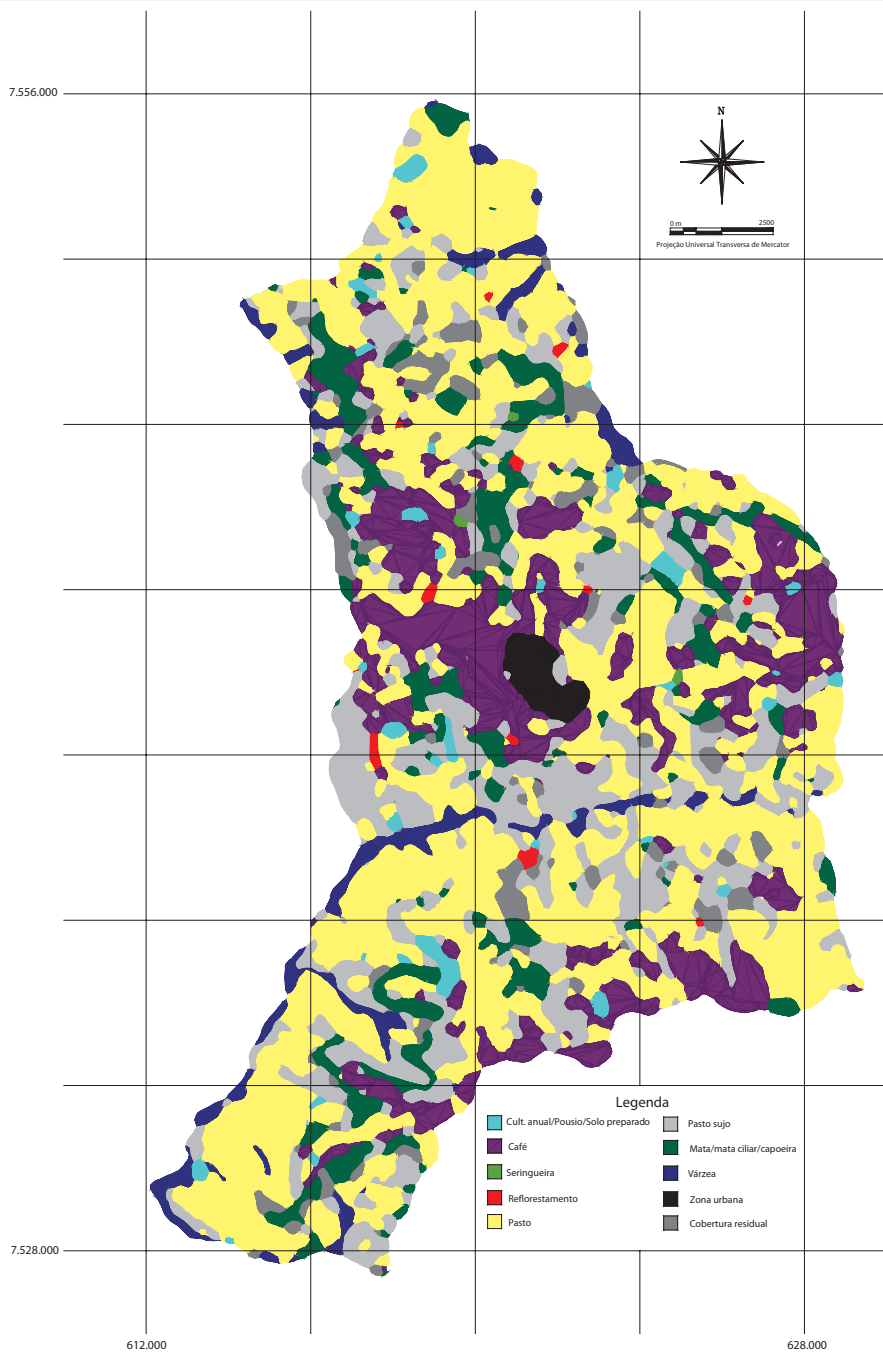 7.556.000
N
0 m 2500
Projeção Universal Transversa de Mercator
Legenda
Cult. anual/Pousio/Solo preparado
Café
Seringueira
Reflorestamento
Pasto
Pasto sujo
Mata/mata ciliar/capoeira
Várzea
Zona urbana
Cobertura residual
7.528.000
612.000
628.000